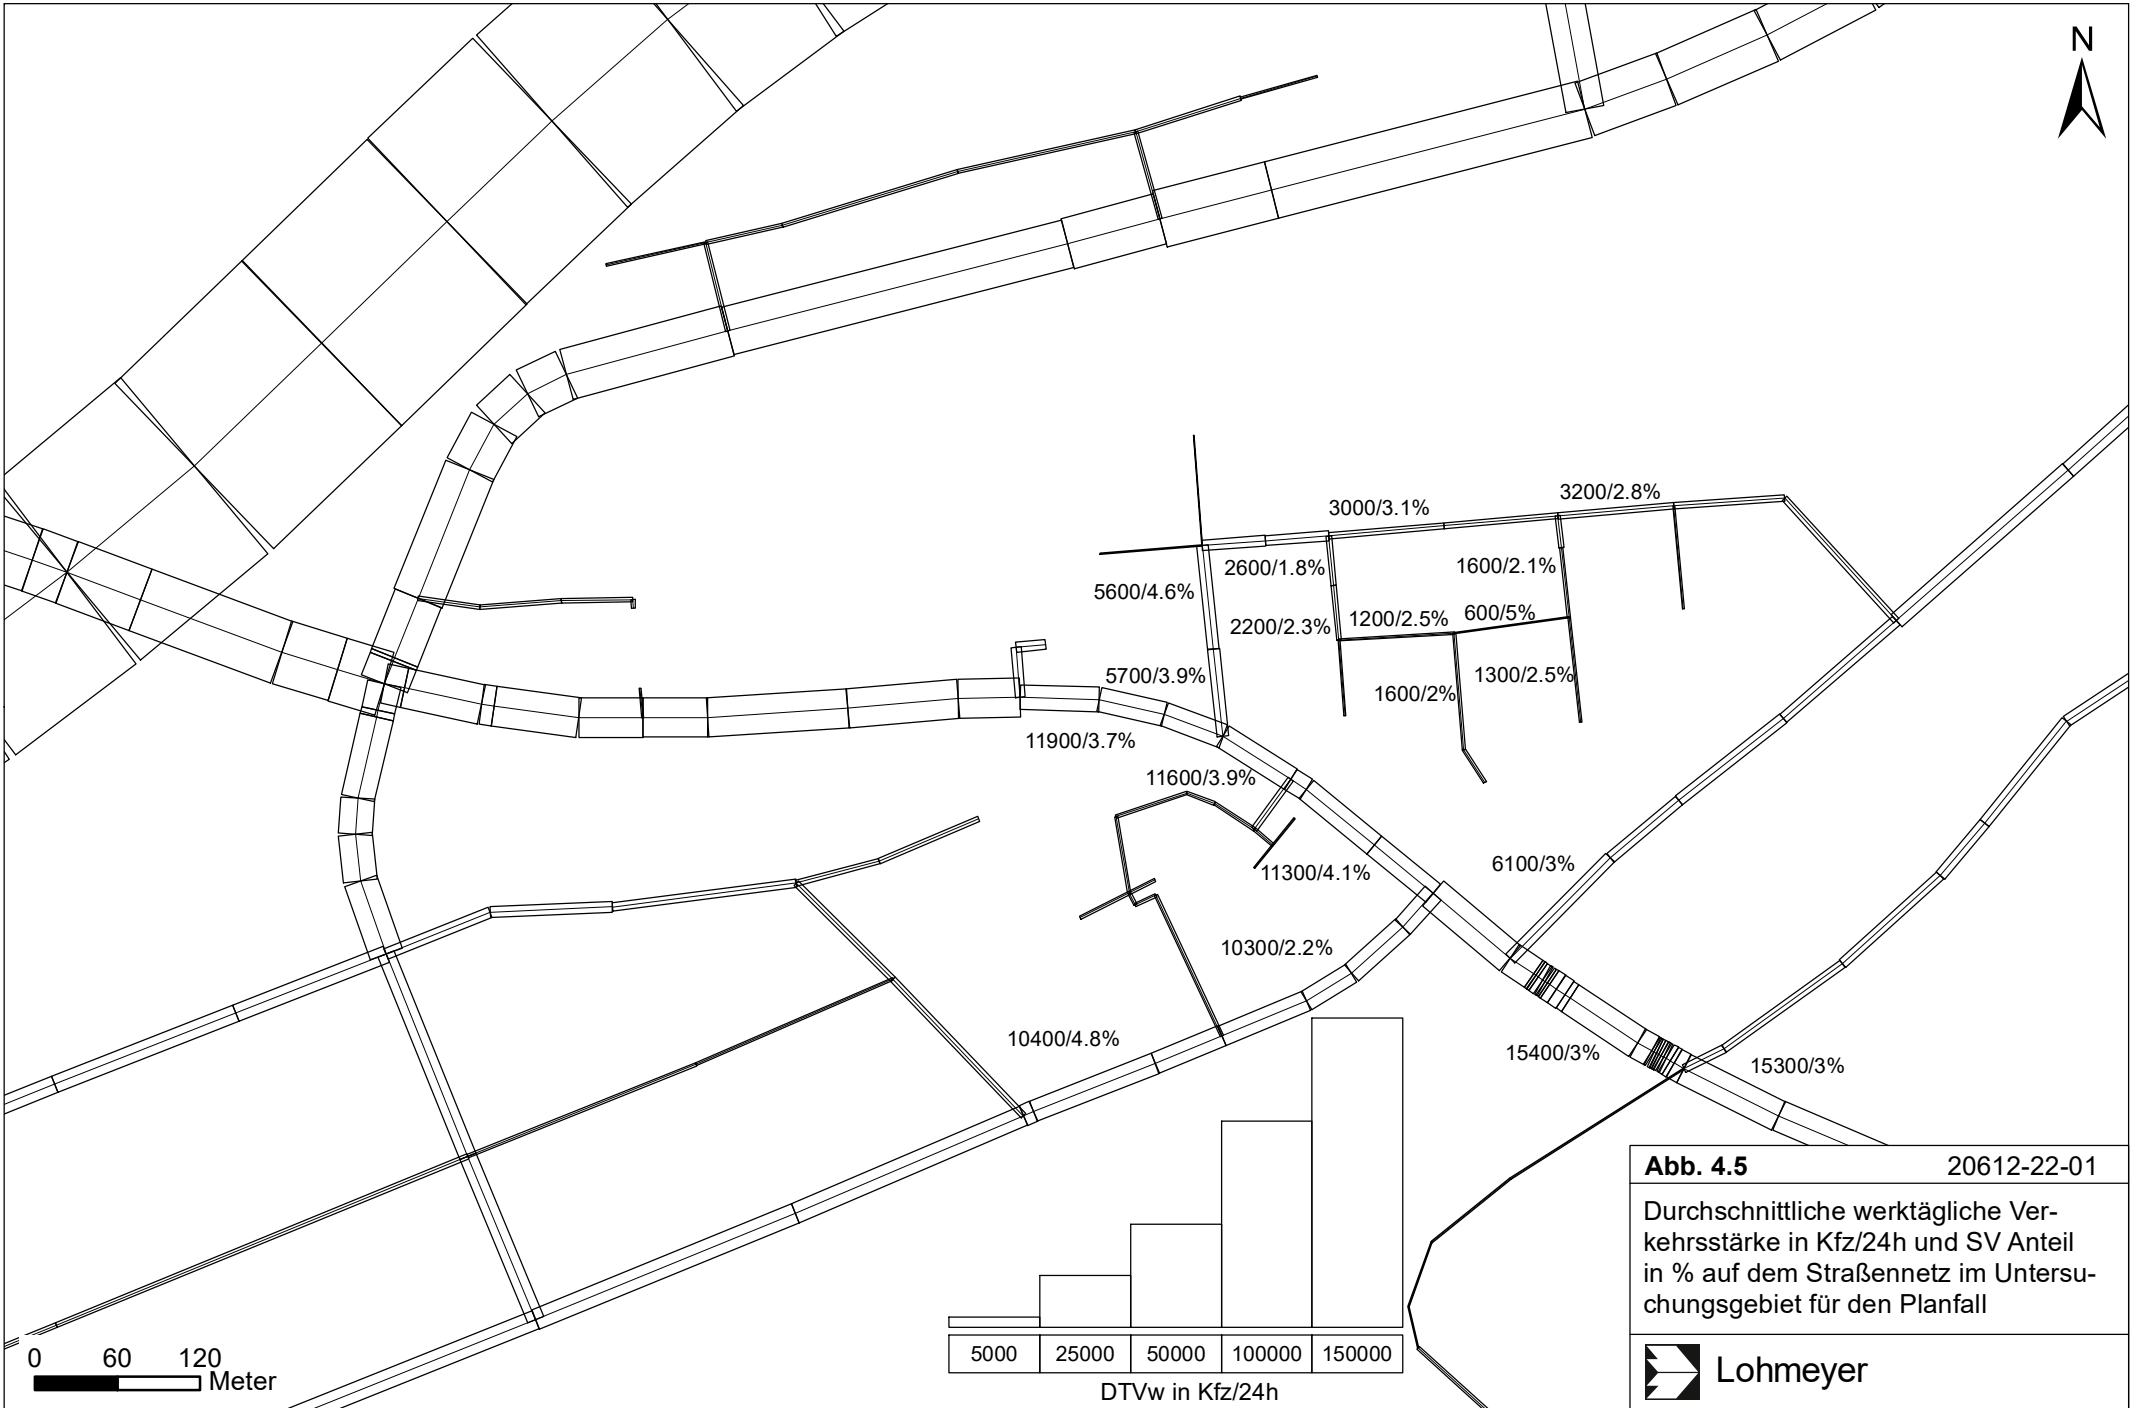 N
3200/2.8%
3000/3.1%
2600/1.8%
1600/2.1%
5600/4.6%
1200/2.5%
600/5%
2200/2.3%
5700/3.9%
1300/2.5%
1600/2%
11900/3.7%
11600/3.9%
6100/3%
11300/4.1%
10300/2.2%
10400/4.8%
15400/3%
15300/3%
Abb. 4.5 20612-22-01
Durchschnittliche werktägliche Ver-
kehrsstärke in Kfz/24h und SV Anteil
in % auf dem Straßennetz im Untersu-
chungsgebiet für den Planfall
Lohmeyer
5000 25000 50000 100000 150000
DTVw in Kfz/24h
0 60 120
Meter